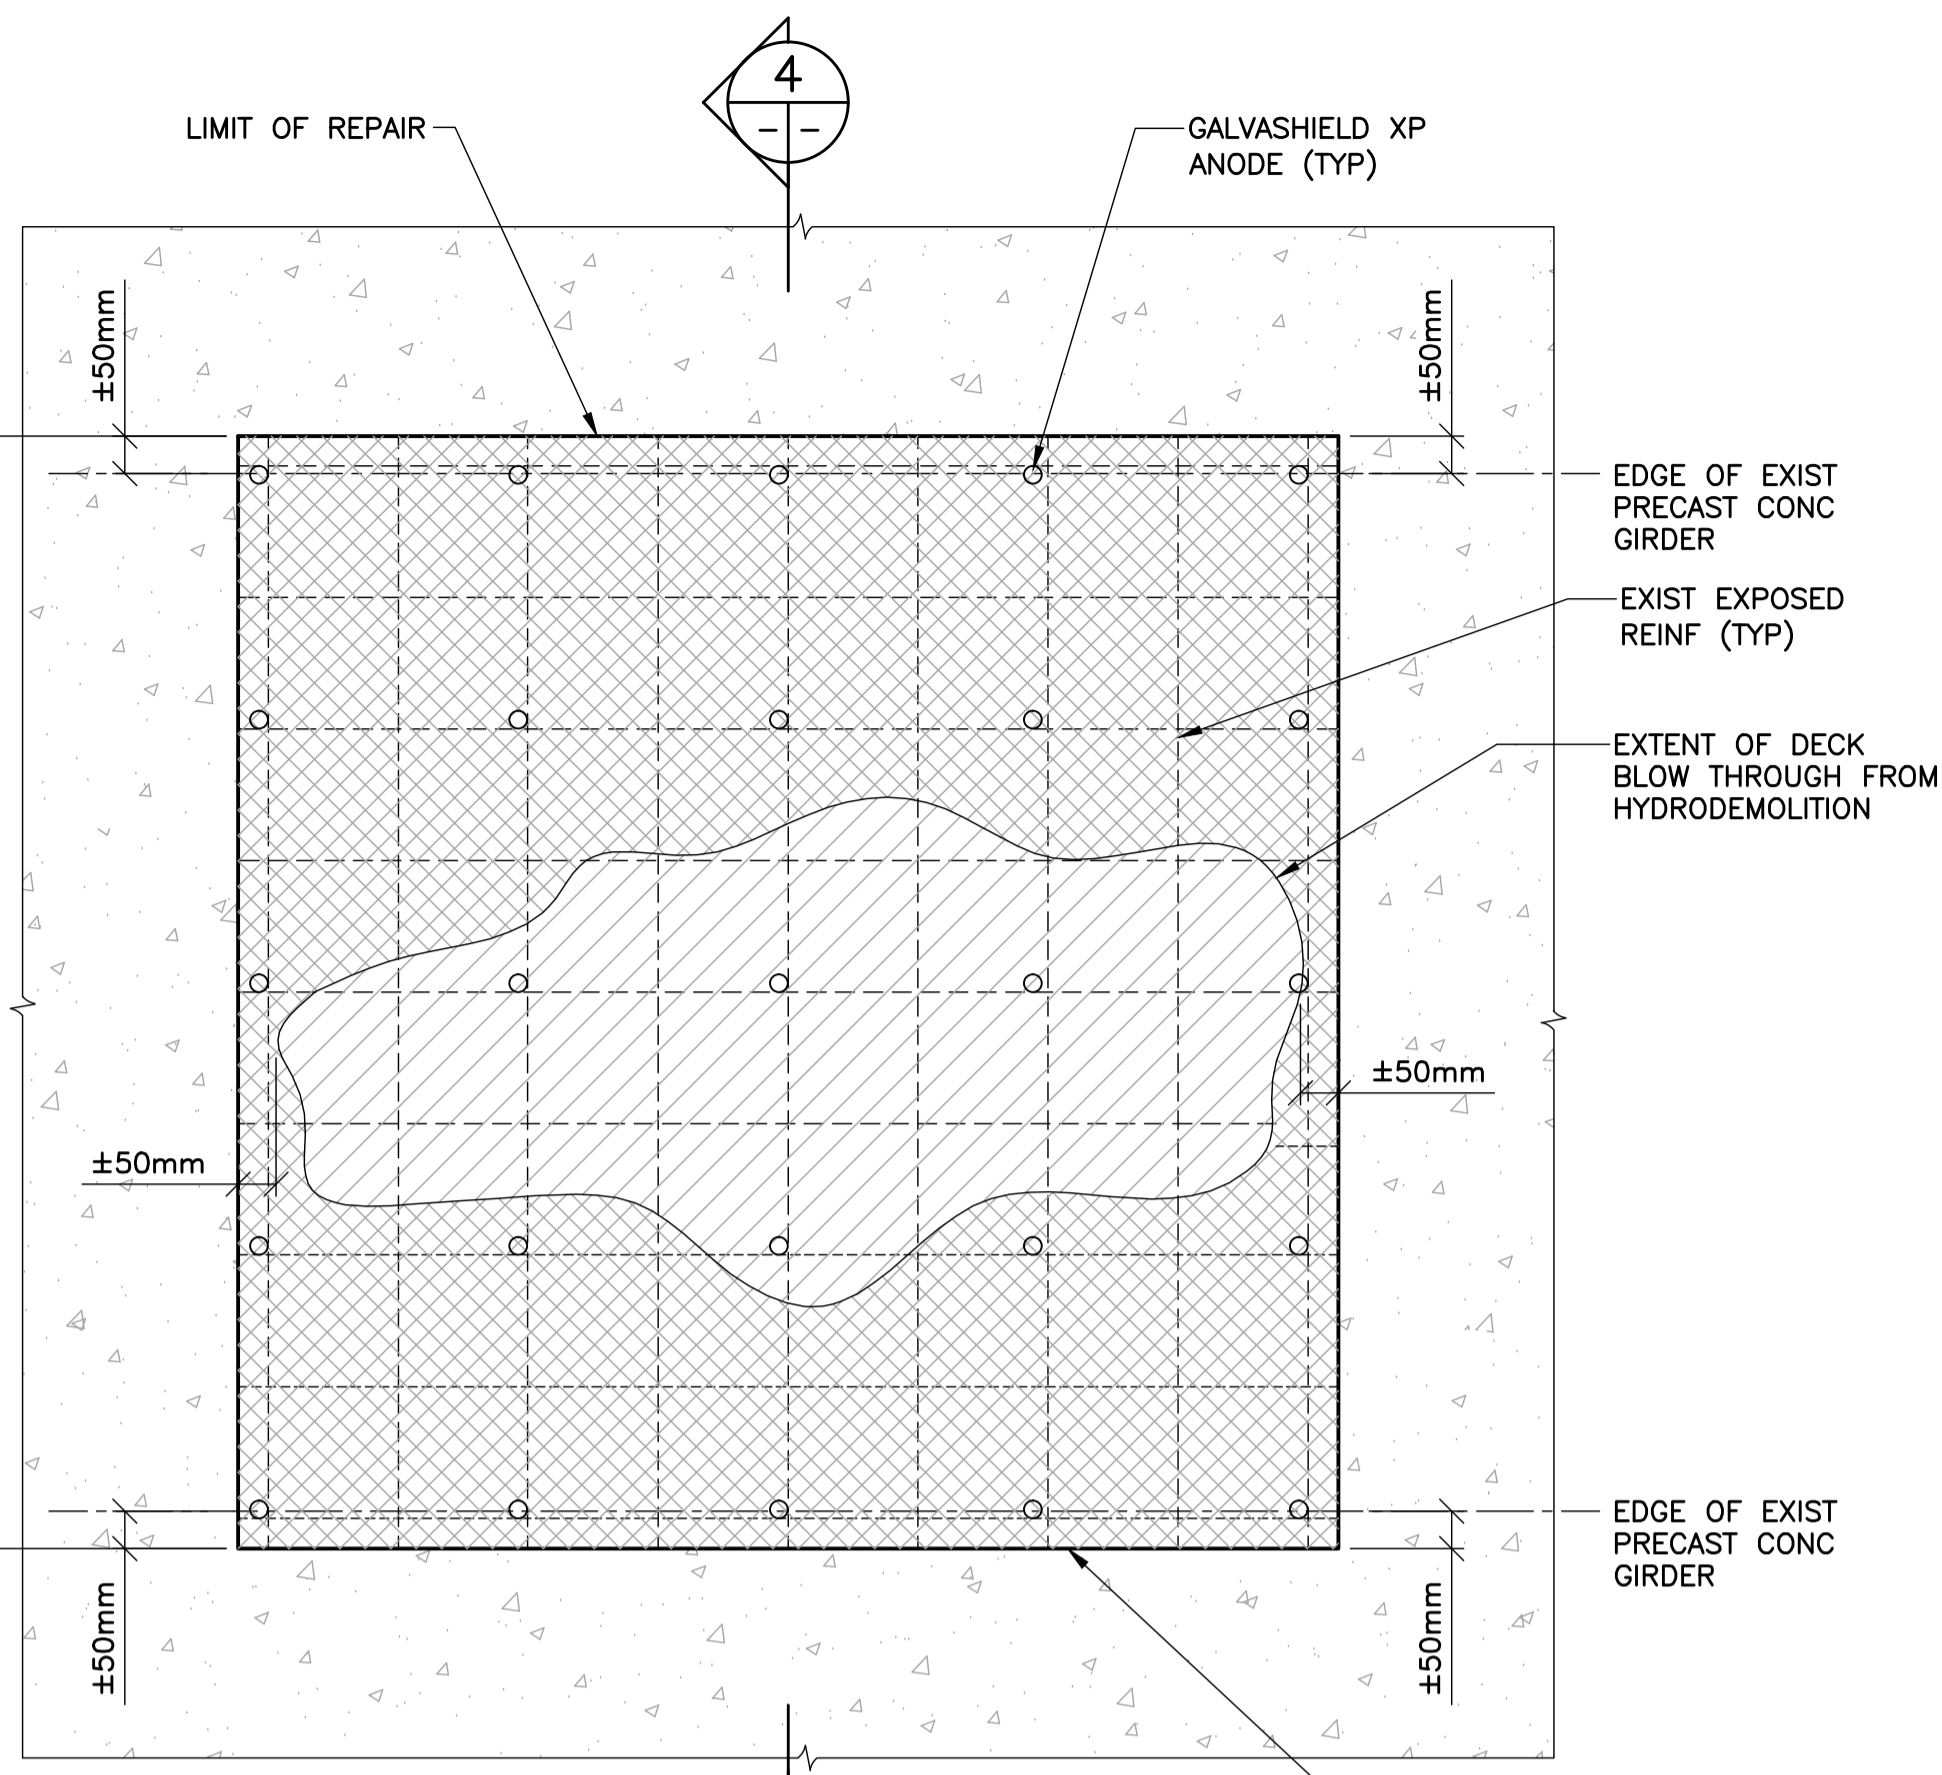 4
- -
LIMIT OF REPAIR
GALVASHIELD XP
ANODE (TYP)
±50mm
±50mm
EDGE OF EXIST
PRECAST CONC
GIRDER
EXIST EXPOSED
REINF (TYP)
EXTENT OF DECK
BLOW THROUGH FROM
HYDRODEMOLITION
±50mm
±50mm
EDGE OF EXIST
PRECAST CONC
GIRDER
±50mm
±50mm